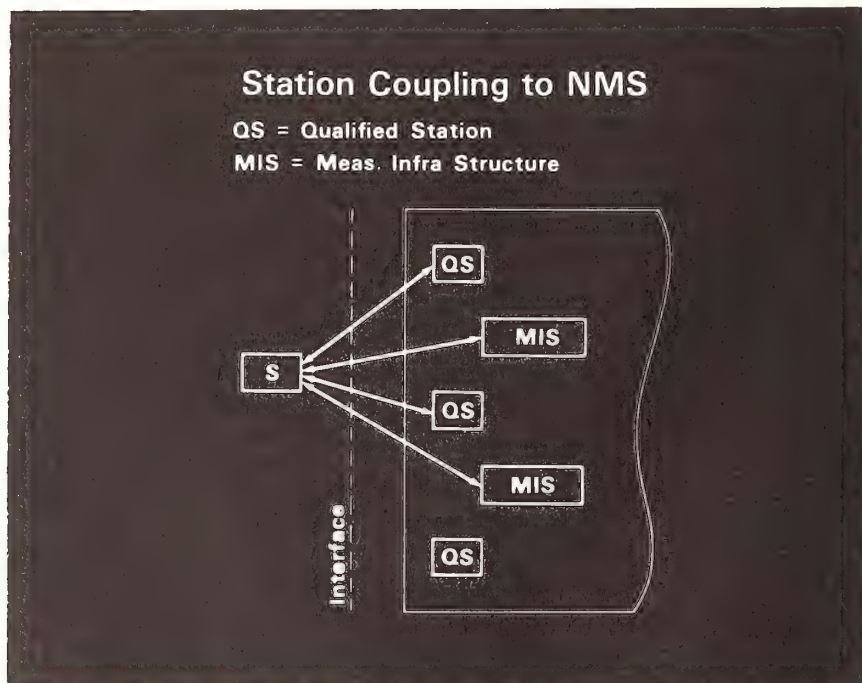 Station Coupling to NMS
QS = Qualified Station
MIS = Meas. Infra Structure
QS
MIS
S
QS
MIS
Interface
QS